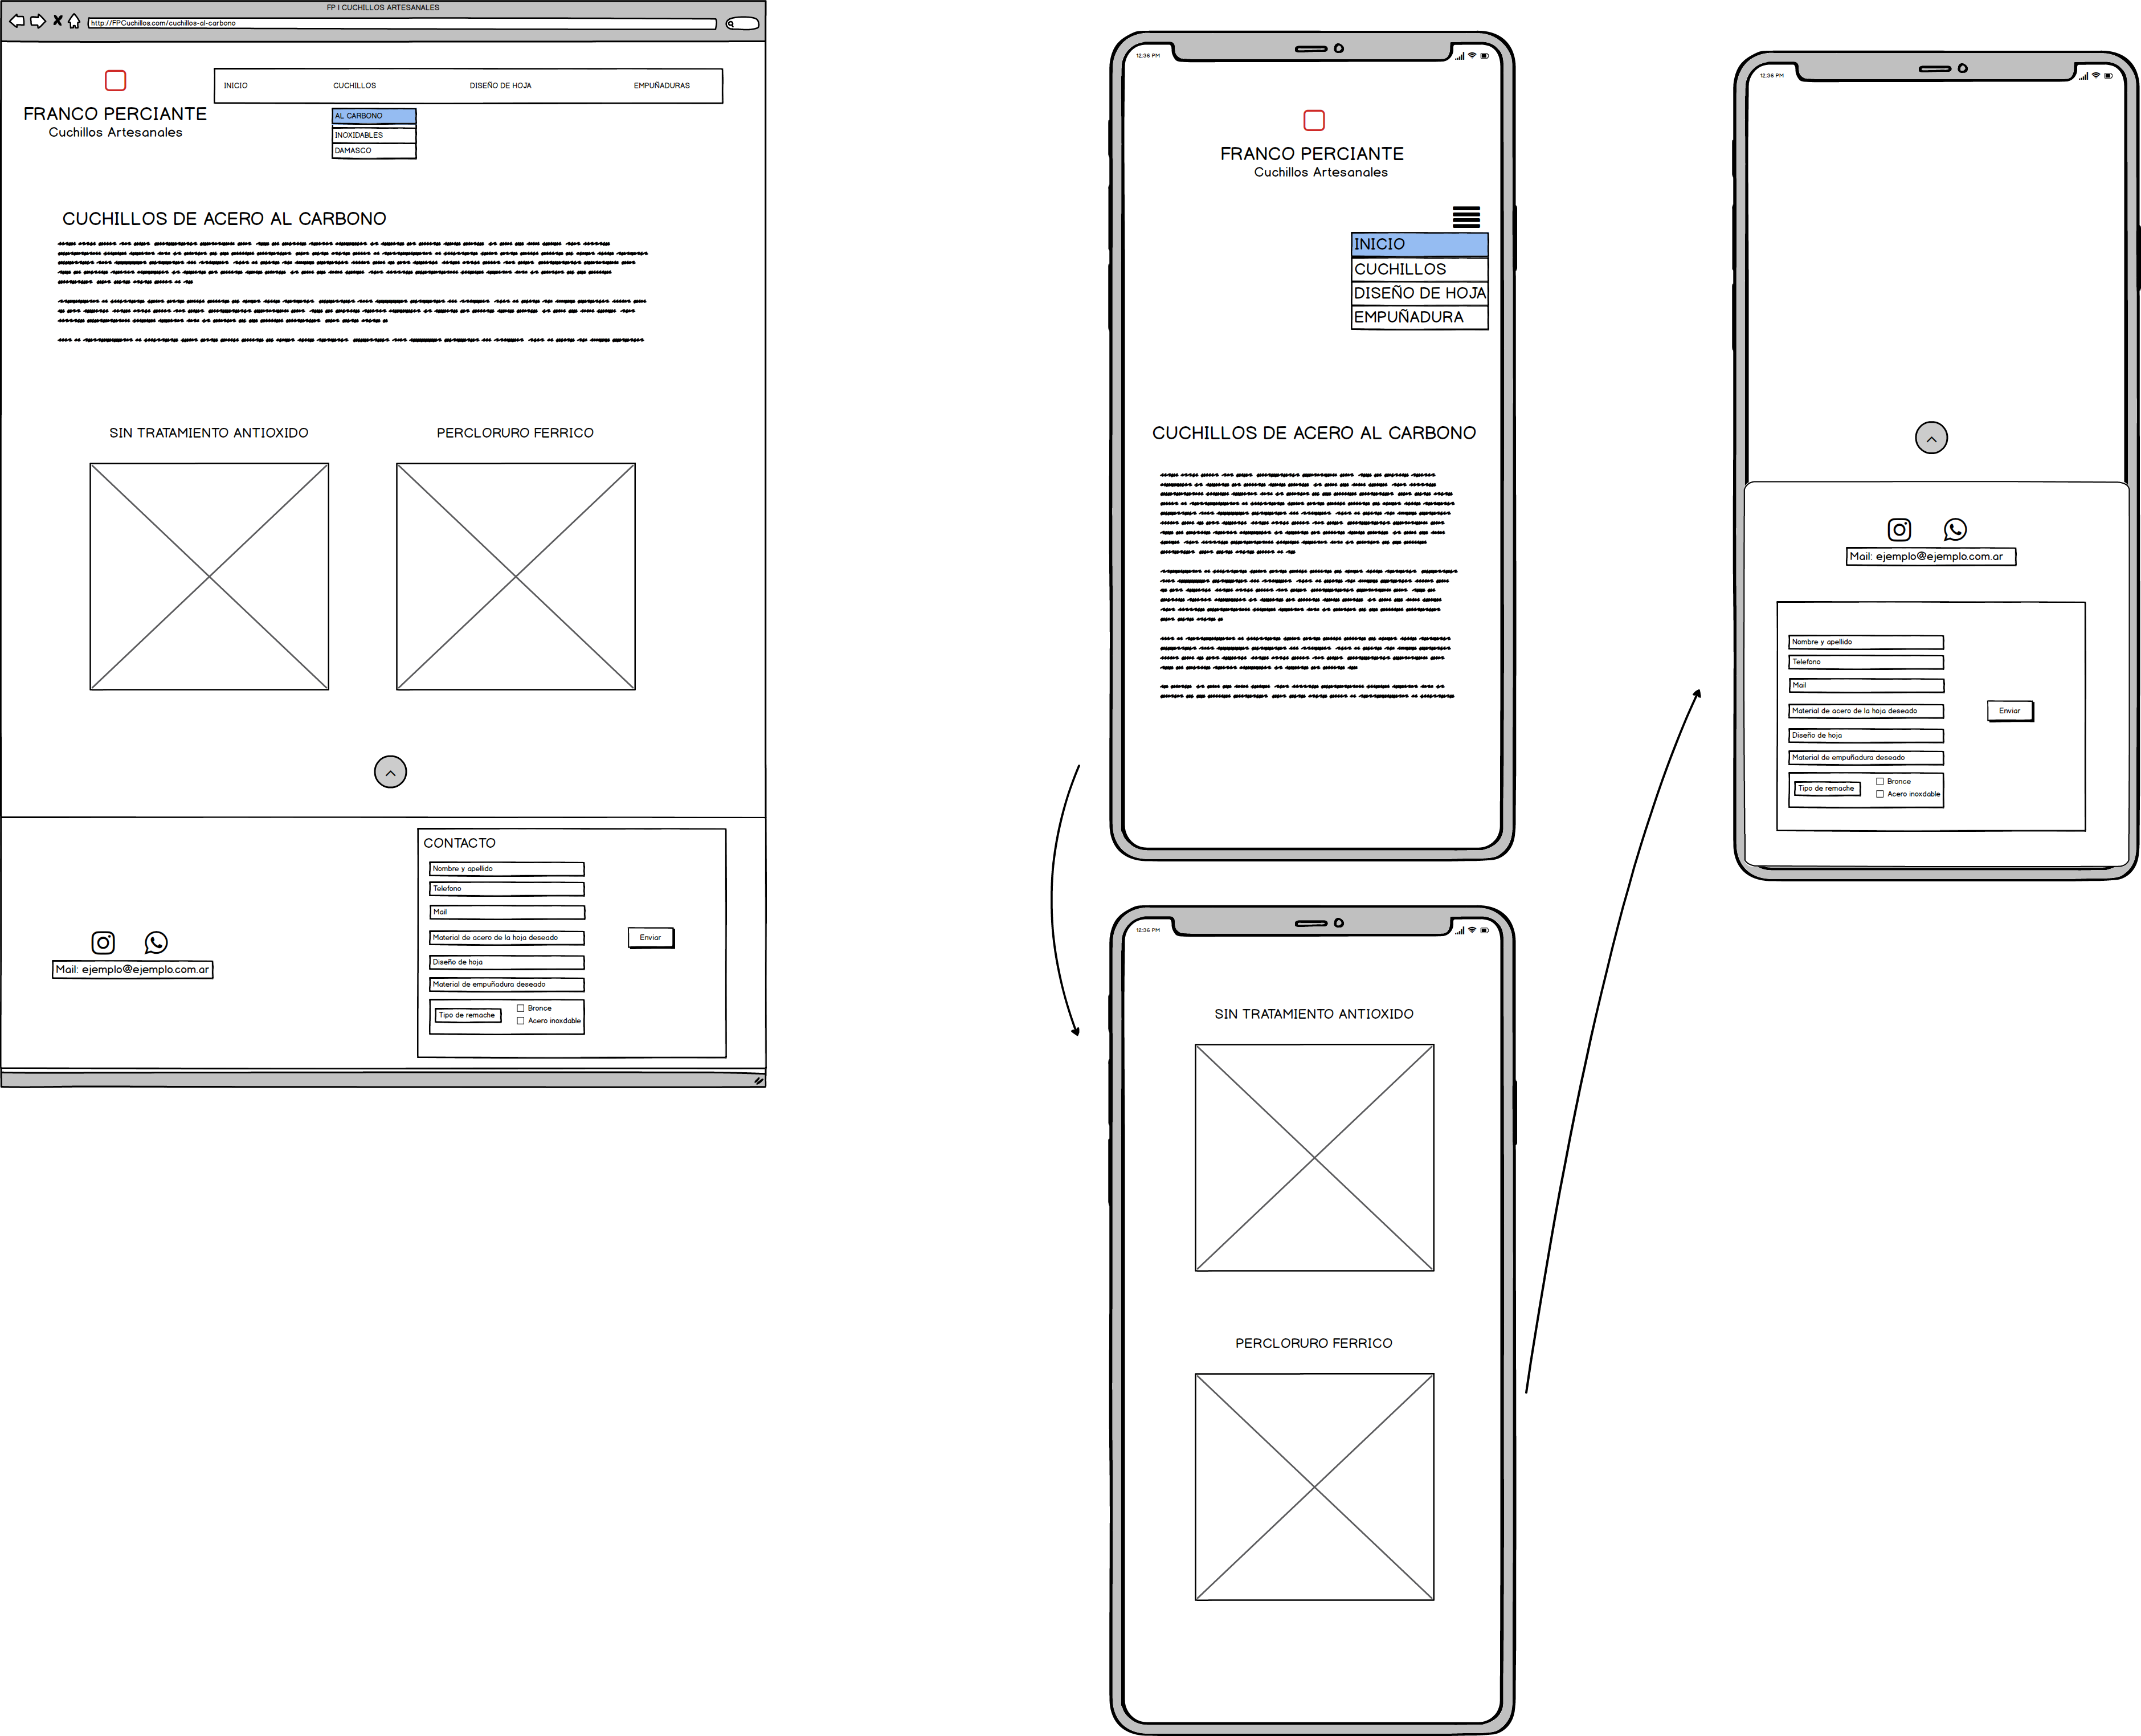 FP | CUCHILLOS ARTESANALES
http://FPCuchillos.com/cuchillos-al-carbono
INICIO CUCHILLOS DISEÑO DE HOJA EMPUÑADURAS
FRANCO PERCIANTE
Cuchillos Artesanales
AL CARBONO
INOXIDABLES
DAMASCO
CUCHILLOS DE ACERO AL CARBONO
SIN TRATAMIENTO ANTIOXIDO
PERCLORURO FERRICO
CONTACTO
Nombre y apellido
Telefono
Mail
Material de acero de la hoja deseado
Enviar
Diseño de hoja
Material de empuñadura deseado
Tipo de remache
Bronce
Acero inoxdable
Mail: ejemplo@ejemplo.com.ar
12:36 PM
FRANCO PERCIANTE
Cuchillos Artesanales
INICIO
CUCHILLOS
DISEÑO DE HOJA
EMPUÑADURA
CUCHILLOS DE ACERO AL CARBONO
12:36 PM
SIN TRATAMIENTO ANTIOXIDO
PERCLORURO FERRICO
12:36 PM
Mail: ejemplo@ejemplo.com.ar
Nombre y apellido
Telefono
Mail
Material de acero de la hoja deseado
Enviar
Diseño de hoja
Material de empuñadura deseado
Tipo de remache
Bronce
Acero inoxdable